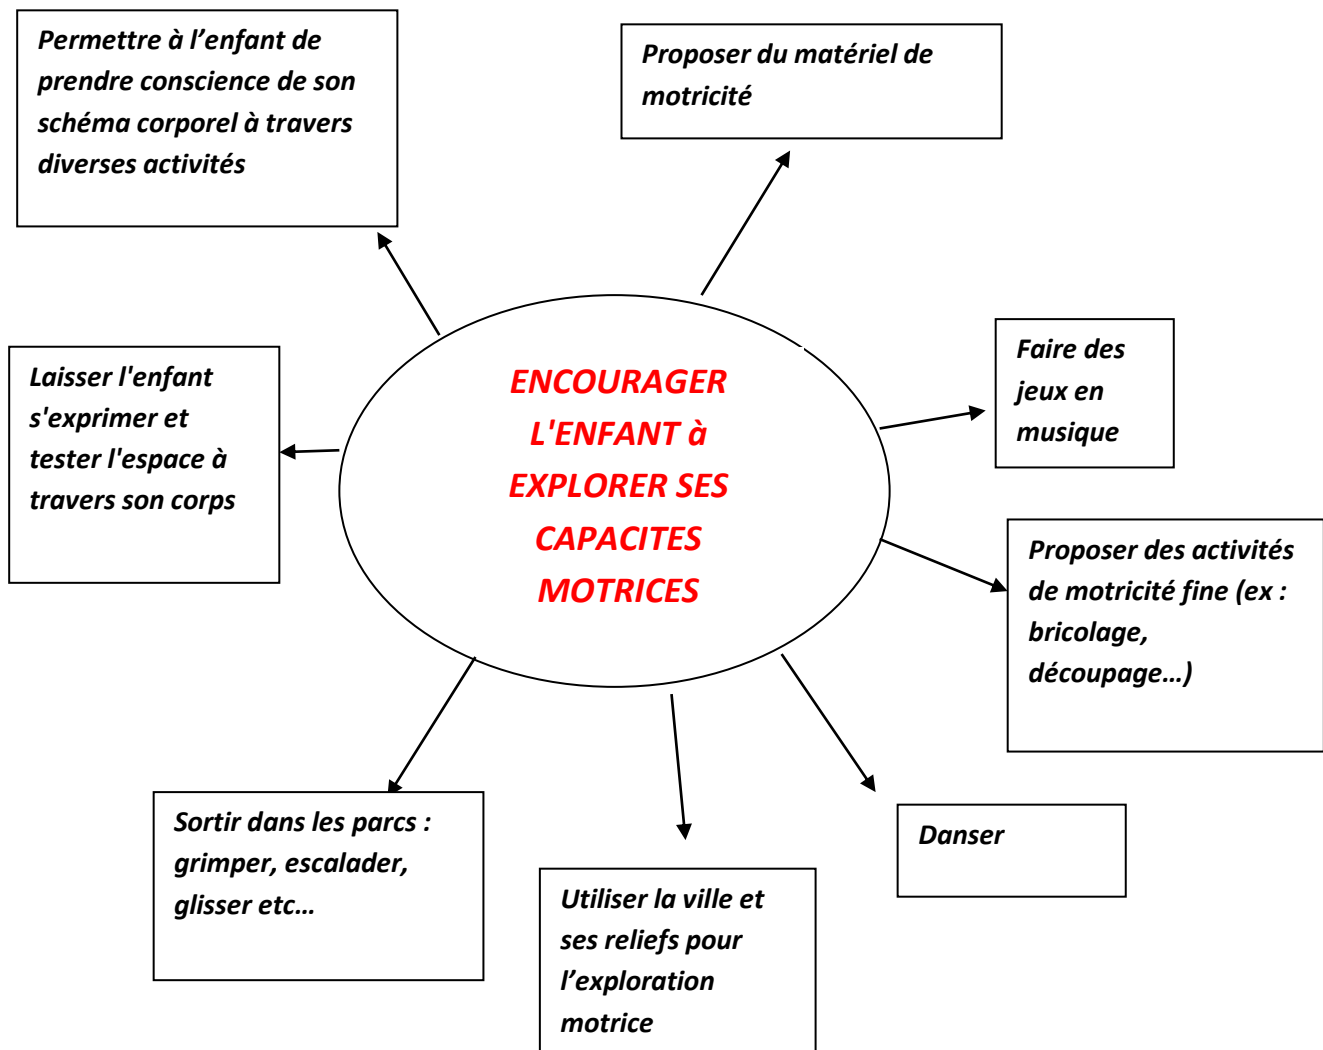 Permettre à l’enfant de
prendre conscience de son
schéma corporel à travers
diverses activités
Proposer du matériel de
motricité
Laisser l'enfant
s'exprimer et
tester l'espace à
travers son corps
ENCOURAGER
L'ENFANT à
EXPLORER SES
CAPACITES
MOTRICES
Faire des
jeux en
musique
Proposer des activités
de motricité fine (ex :
bricolage,
découpage…)
Sortir dans les parcs :
grimper, escalader,
glisser etc…
Utiliser la ville et
ses reliefs pour
l’exploration
motrice
Danser